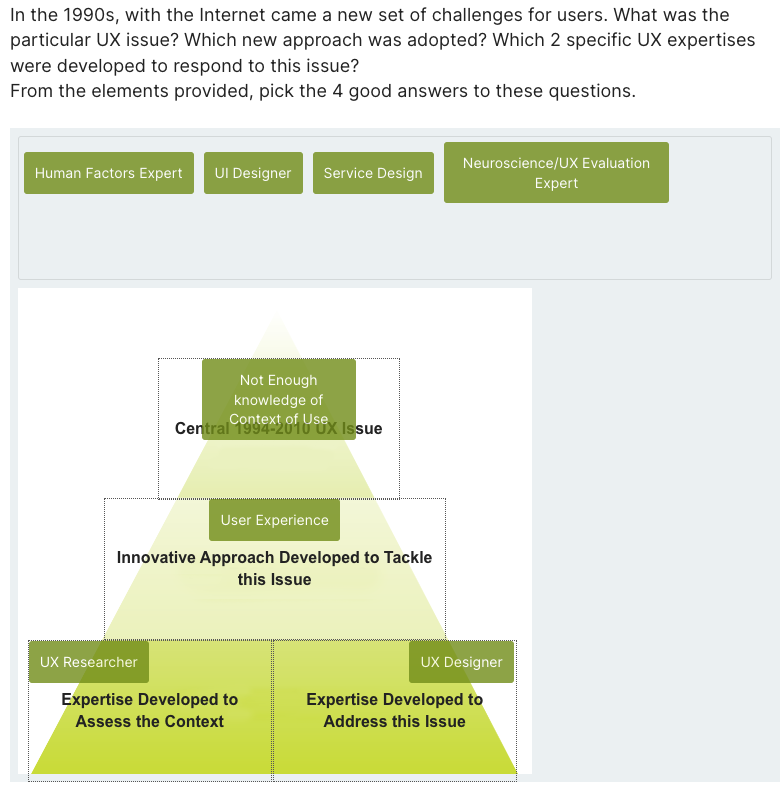 In the 1990s, with the Internet came a new set of challenges for users. What was the
particular UX issue? Which new approach was adopted? Which 2 specific UX expertises
were developed to respond to this issue?
From the elements provided, pick the 4 good answers to these questions.
Human Factors Expert
UI Designer
Service Design
Neuroscience/UX Evaluation
Expert
Not Enough
knowledge of
Context of Use
Central 1994-2010 UX Issue
User Experience
Innovative Approach Developed to Tackle
this Issue
UX Researcher
UX Designer
Expertise Developed to
Assess the Context
Expertise Developed to
Address this Issue